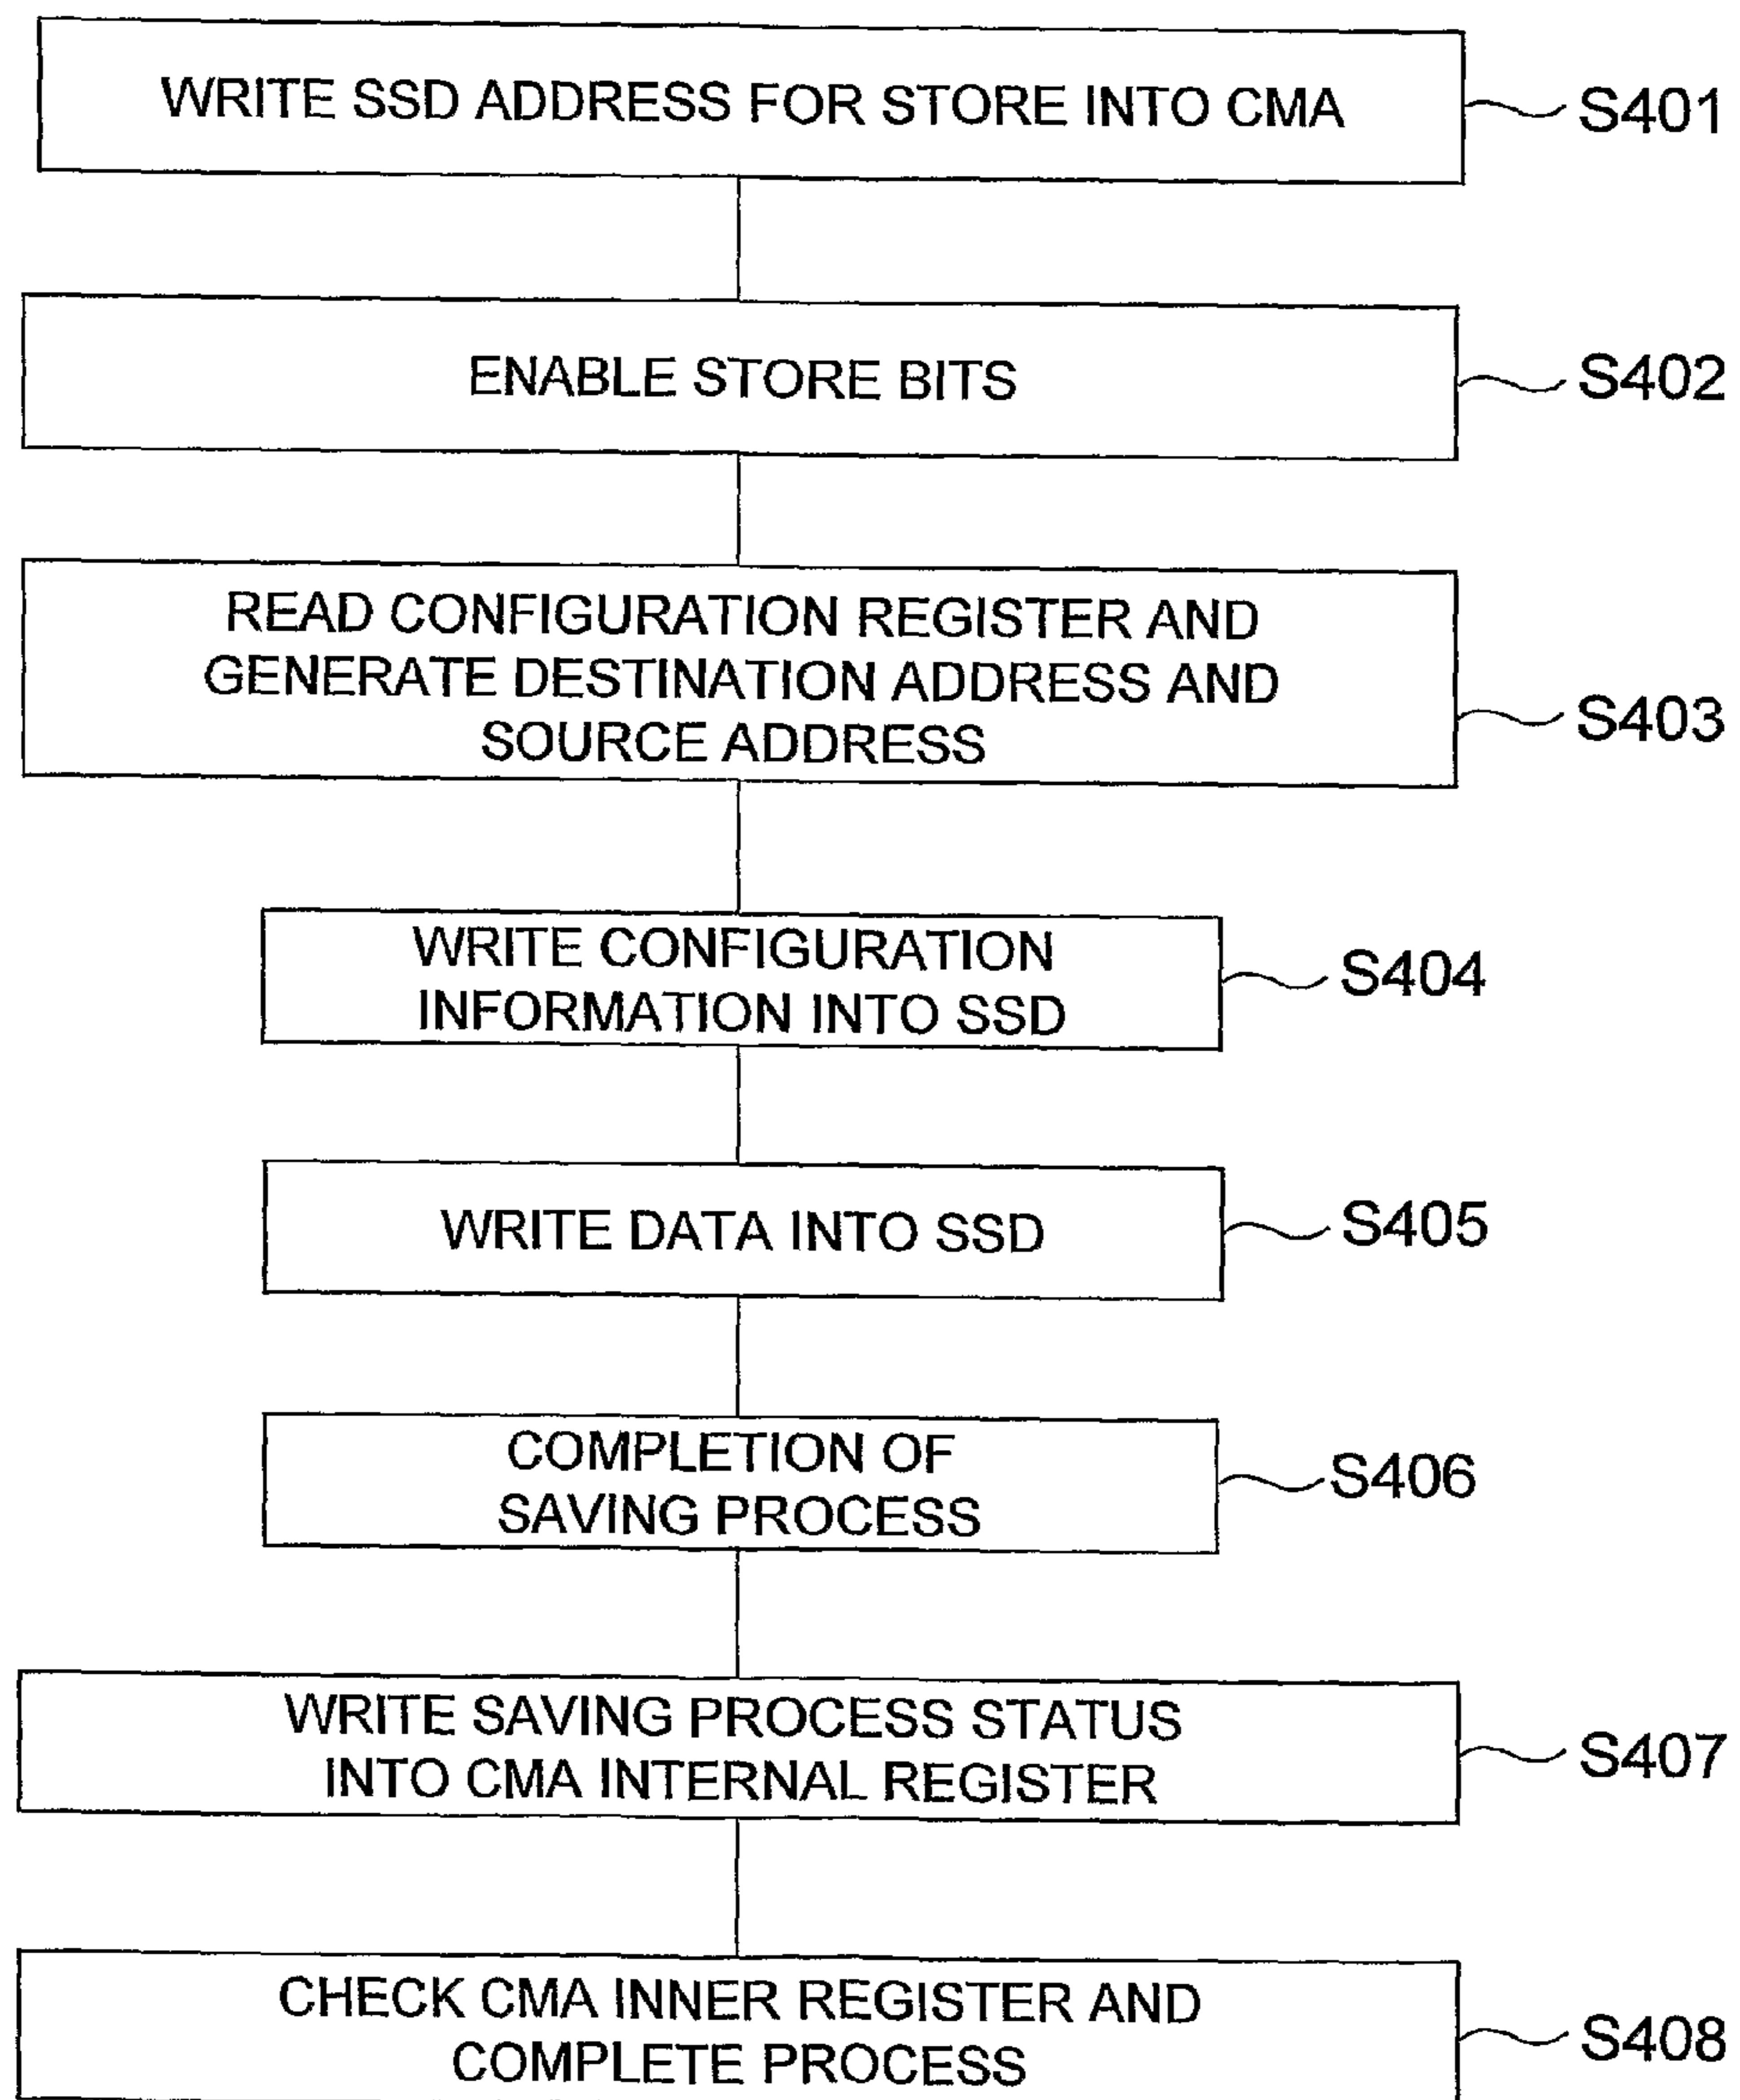 WRITE SSD ADDRESS FOR STORE INTO CMA
S401
ENABLE STORE BITS
S402
READ CONFIGURATION REGISTER AND
GENERATE DESTINATION ADDRESS AND
SOURCE ADDRESS
S403
WRITE CONFIGURATION
INFORMATION INTO SSD
S404
WRITE DATA INTO SSD
S405
COMPLETION OF
SAVING PROCESS
S406
WRITE SAVING PROCESS STATUS
INTO CMA INTERNAL REGISTER
S407
CHECK CMA INNER REGISTER AND
COMPLETE PROCESS
S408